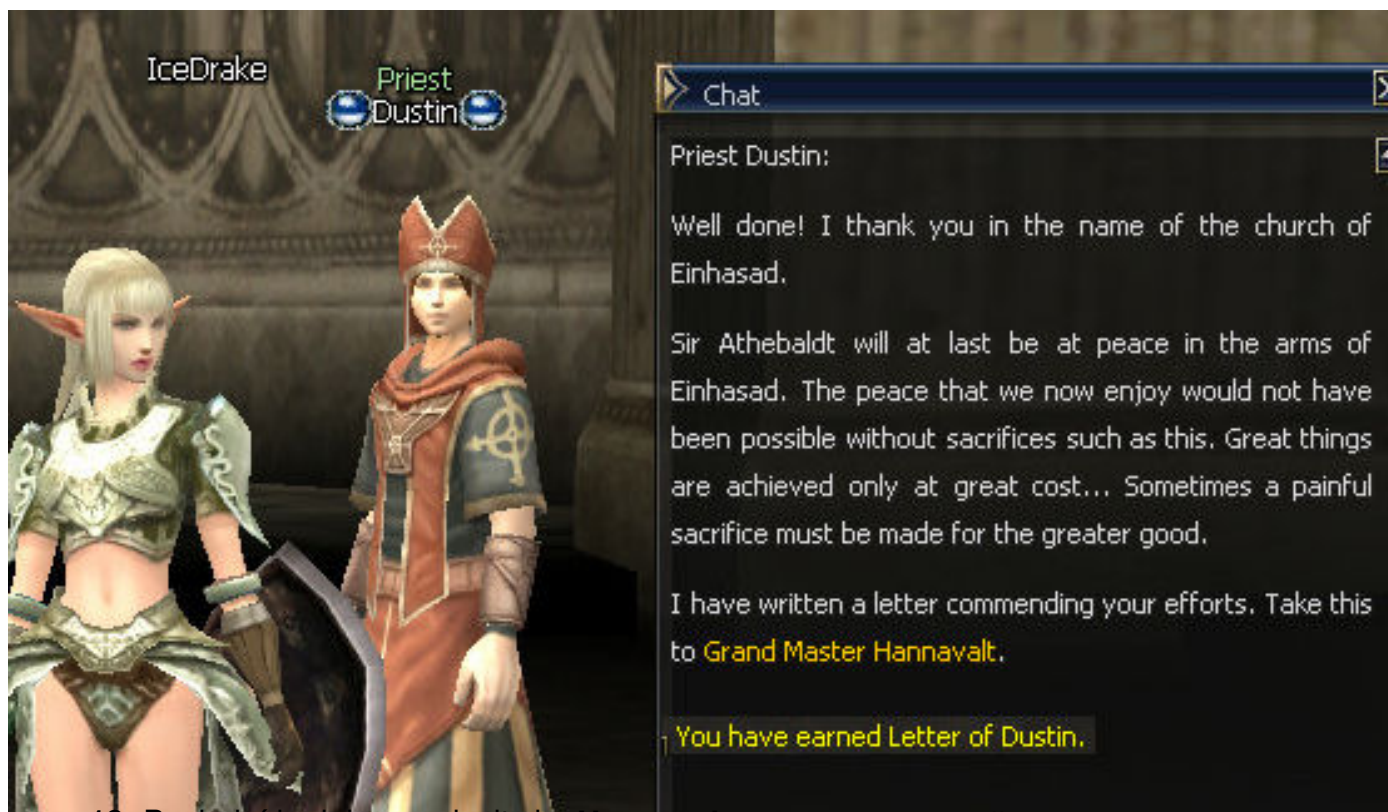 IceDrake
Priest
Dustin
Chat
Priest Dustin:
Well done! I thank you in the name of the church of
Einhasad.
Sir Athebaldt will at last be at peace in the arms of
Einhasad. The peace that we now enjoy would not have
been possible without sacrifices such as this. Great things
are achieved only at great cost... Sometimes a painful
sacrifice must be made for the greater good.
I have written a letter commending your efforts. Take this
to Grand Master Hannavalt.
You have earned Letter of Dustin.